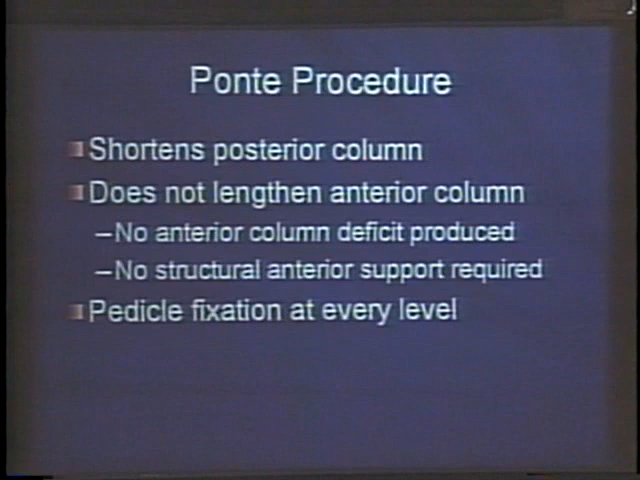 Ponte Procedure
Shortens posterior column
Does not lengthen anterior column
–No anterior column deficit produced
–No structural anterior support required
Pedicle fixation at every level